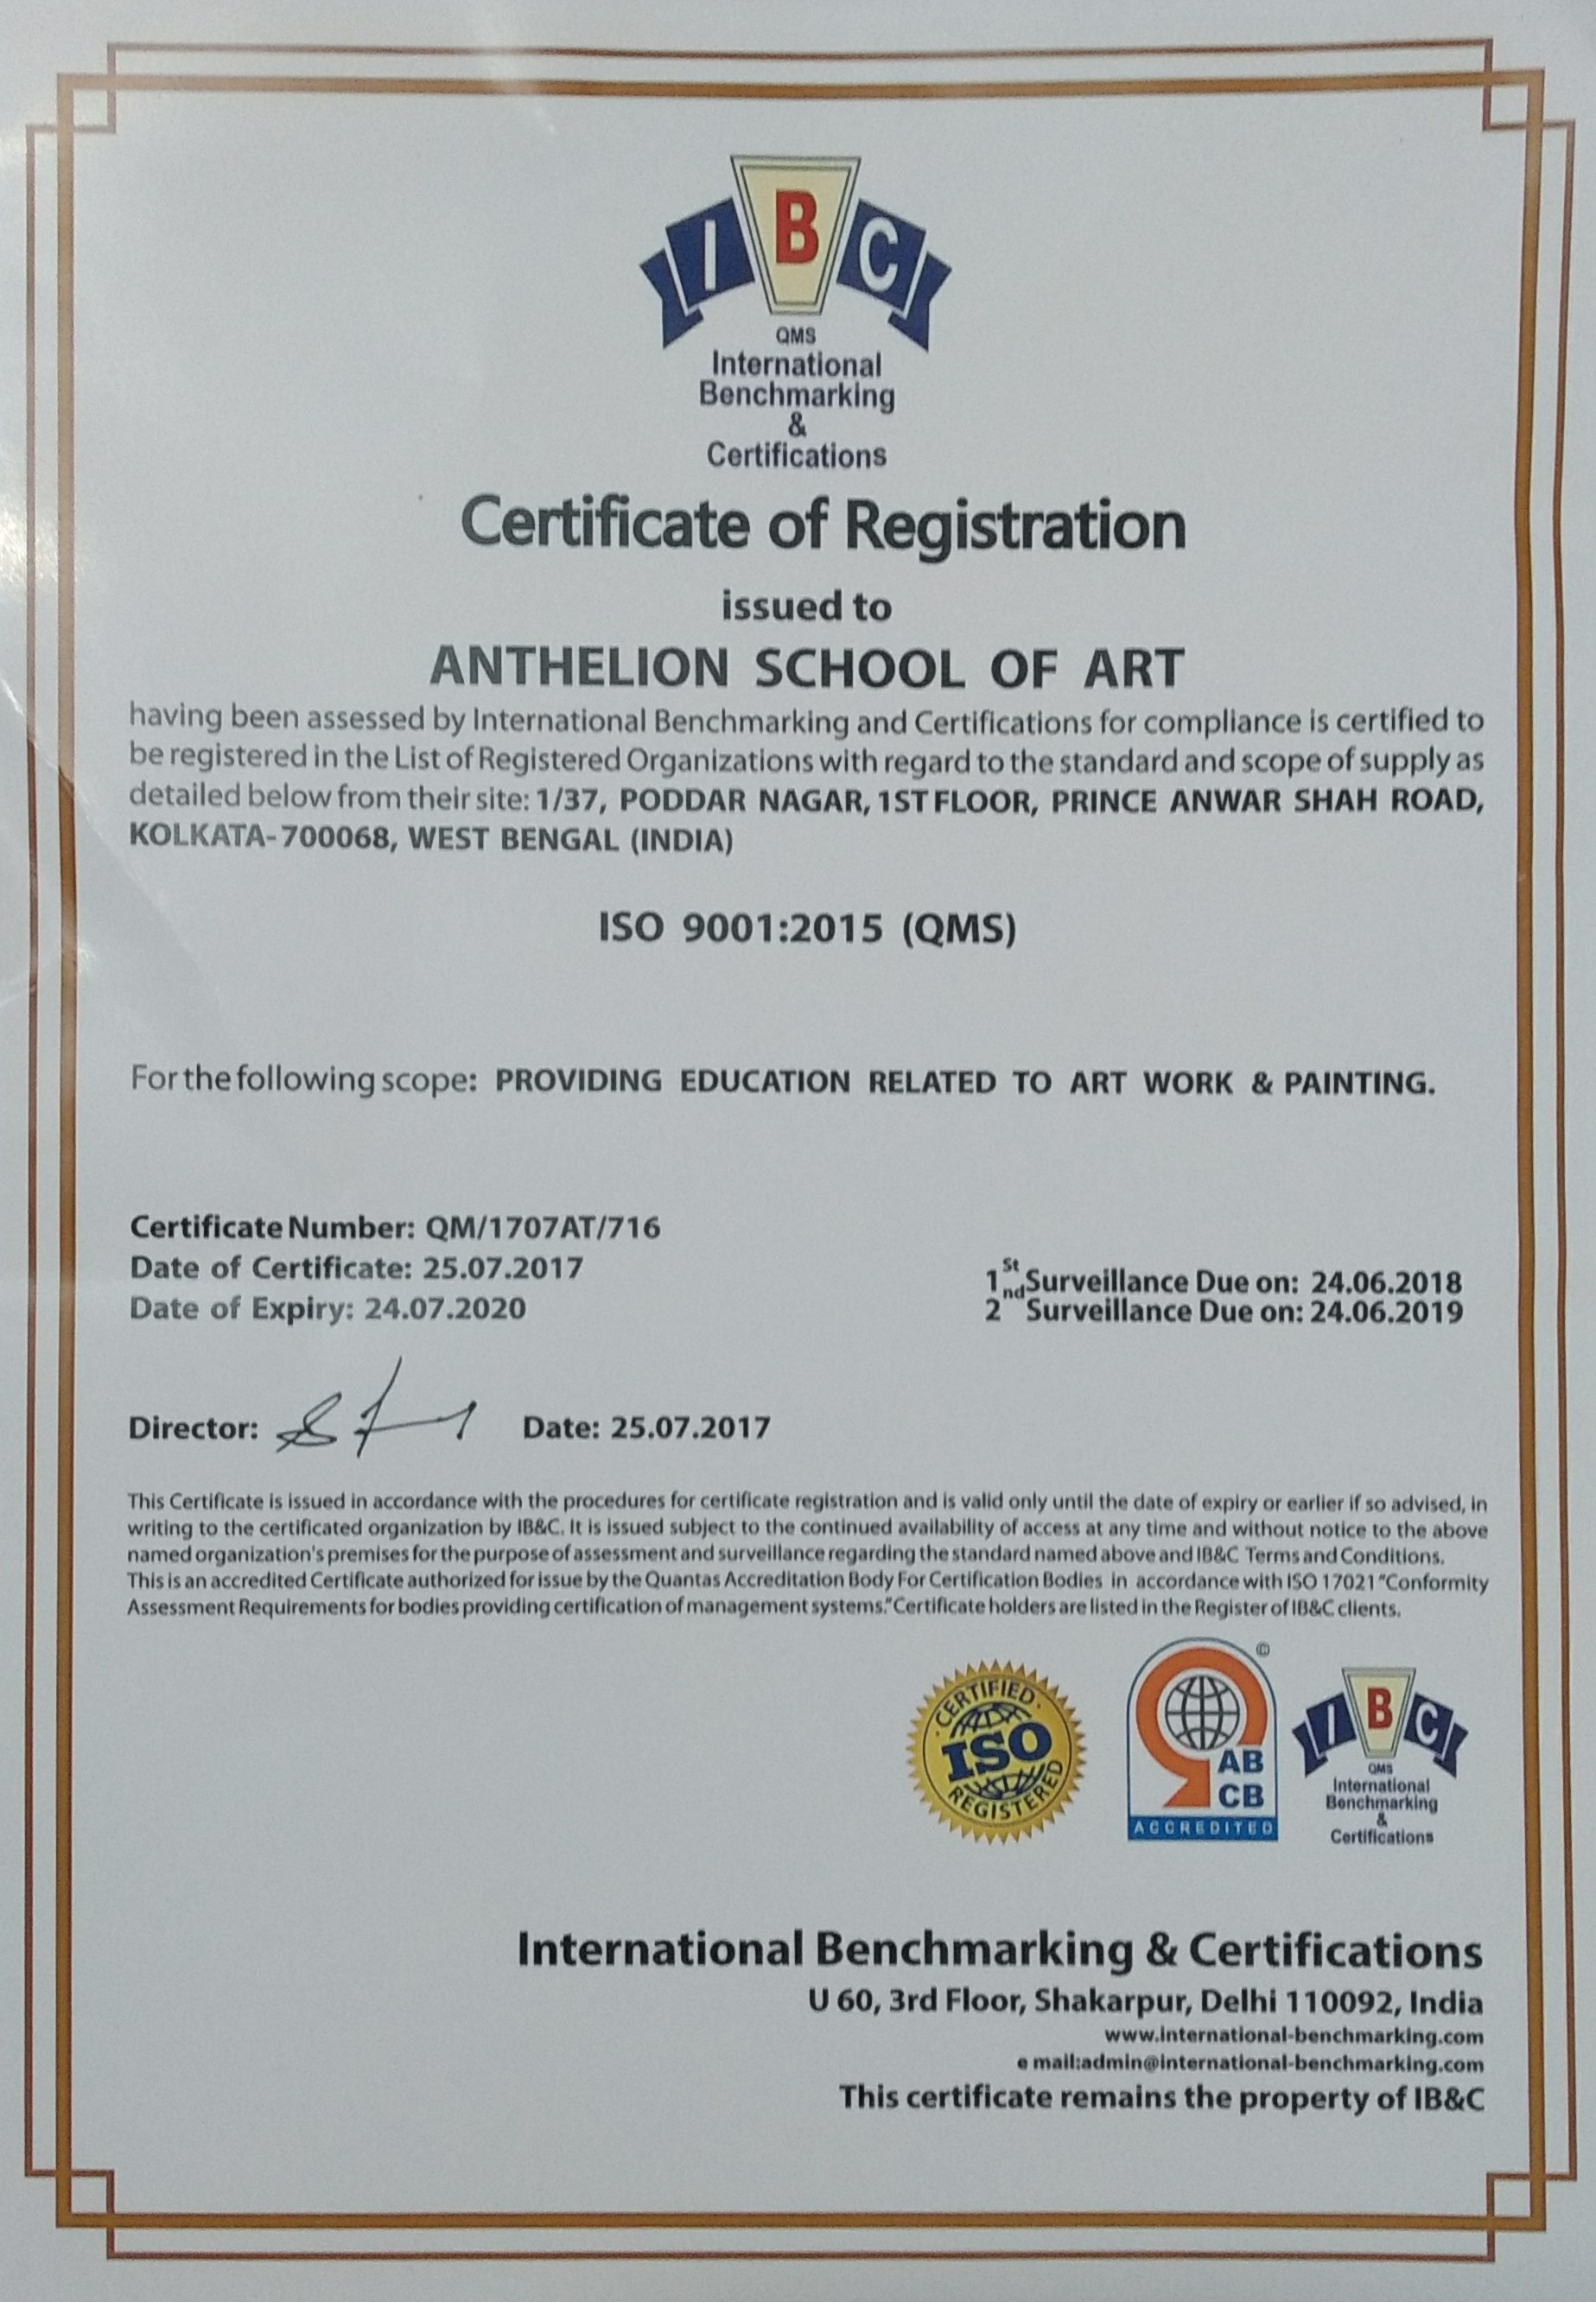 I B C
QMS
International
Benchmarking
&
Certifications
Certificate of Registration
issued to
ANTHELION SCHOOL OF ART
having been assessed by International Benchmarking and Certifications for compliance is certified to
be registered in the List of Registered Organizations with regard to the standard and scope of supply as
detailed below from their site: 1/37, PODDAR NAGAR, 1ST FLOOR, PRINCE ANWAR SHAH ROAD,
KOLKATA-700068, WEST BENGAL (INDIA)
ISO 9001:2015 (QMS)
For the following scope: PROVIDING EDUCATION RELATED TO ART WORK & PAINTING.
Certificate Number: QM/1707AT/716
Date of Certificate: 25.07.2017
Date of Expiry: 24.07.2020
1St Surveillance Due on: 24.06.2018
2nd Surveillance Due on: 24.06.2019
Director: Date: 25.07.2017
This Certificate is issued in accordance with the procedures for certificate registration and is valid only until the date of expiry or earlier if so advised, in
writing to the certificated organization by IB&C. It is issued subject to the continued availability of access at any time and without notice to the above
named organization's premises for the purpose of assessment and surveillance regarding the standard named above and IB&C Terms and Conditions.
This is an accredited Certificate authorized for issue by the Quantas Accreditation Body For Certification Bodies in accordance with ISO 17021 "Conformity
Assessment Requirements for bodies providing certification of management systems." Certificate holders are listed in the Register of IB&C clients.
CERTIFIED
ISO
REGISTERED
©
AB
CB
ACCREDITED
I B C
QMS
International
Benchmarking
&
Certifications
International Benchmarking & Certifications
U 60, 3rd Floor, Shakarpur, Delhi 110092, India
www.international-benchmarking.com
e mail:admin@international-benchmarking.com
This certificate remains the property of IB&C